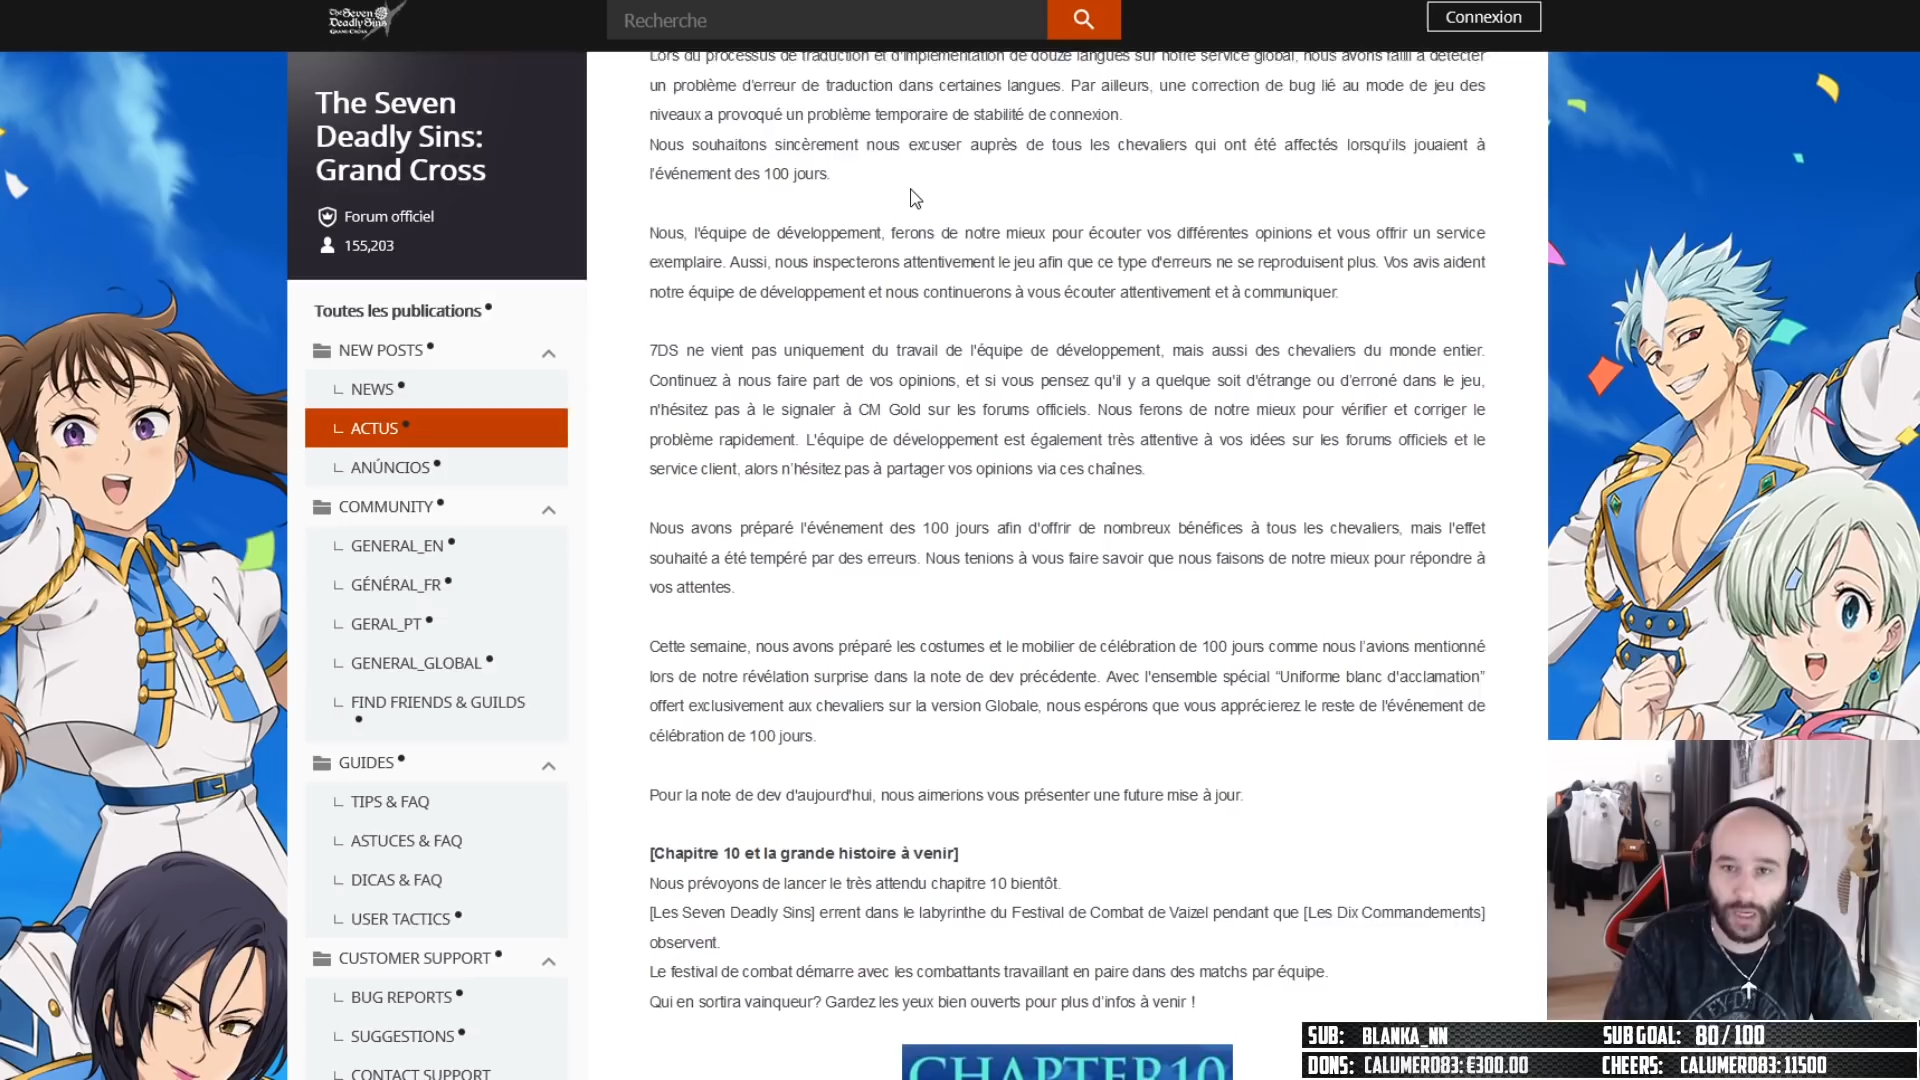 The Seven
Deadly Sins
GRAND CROSS
Recherche
Connexion
The Seven
Deadly Sins:
Grand Cross
Forum officiel
155,203
Toutes les publications
NEW POSTS
NEWS
ACTUS
ANÚNCIOS
COMMUNITY
GENERAL_EN
GÉNÉRAL_FR
GERAL_PT
GENERAL_GLOBAL
FIND FRIENDS & GUILDS
GUIDES
TIPS & FAQ
ASTUCES & FAQ
DICAS & FAQ
USER TACTICS
CUSTOMER SUPPORT
BUG REPORTS
SUGGESTIONS
CONTACT SUPPORT
Lors du processus de traduction et d'implémentation de douze langues sur notre service global, nous avons failli à détecter
un problème d'erreur de traduction dans certaines langues. Par ailleurs, une correction de bug lié au mode de jeu des
niveaux a provoqué un problème temporaire de stabilité de connexion.
Nous souhaitons sincèrement nous excuser auprès de tous les chevaliers qui ont été affectés lorsqu'ils jouaient à
l'événement des 100 jours.
Nous, l'équipe de développement, ferons de notre mieux pour écouter vos différentes opinions et vous offrir un service
exemplaire. Aussi, nous inspecterons attentivement le jeu afin que ce type d'erreurs ne se reproduisent plus. Vos avis aident
notre équipe de développement et nous continuerons à vous écouter attentivement et à communiquer.
7DS ne vient pas uniquement du travail de l'équipe de développement, mais aussi des chevaliers du monde entier.
Continuez à nous faire part de vos opinions, et si vous pensez qu'il y a quelque soit d'étrange ou d'erroné dans le jeu,
n'hésitez pas à le signaler à CM Gold sur les forums officiels. Nous ferons de notre mieux pour vérifier et corriger le
problème rapidement. L'équipe de développement est également très attentive à vos idées sur les forums officiels et le
service client, alors n'hésitez pas à partager vos opinions via ces chaînes.
Nous avons préparé l'événement des 100 jours afin d'offrir de nombreux bénéfices à tous les chevaliers, mais l'effet
souhaité a été tempéré par des erreurs. Nous tenions à vous faire savoir que nous faisons de notre mieux pour répondre à
vos attentes.
Cette semaine, nous avons préparé les costumes et le mobilier de célébration de 100 jours comme nous l'avions mentionné
lors de notre révélation surprise dans la note de dev précédente. Avec l'ensemble spécial “Uniforme blanc d'acclamation”
offert exclusivement aux chevaliers sur la version Globale, nous espérons que vous apprécierez le reste de l'événement de
célébration de 100 jours.
Pour la note de dev d'aujourd'hui, nous aimerions vous présenter une future mise à jour.
[Chapitre 10 et la grande histoire à venir]
Nous prévoyons de lancer le très attendu chapitre 10 bientôt.
[Les Seven Deadly Sins] errent dans le labyrinthe du Festival de Combat de Vaizel pendant que [Les Dix Commandements]
observent.
Le festival de combat démarre avec les combattants travaillant en paire dans des matchs par équipe.
Qui en sortira vainqueur? Gardez les yeux bien ouverts pour plus d'infos à venir !
CHAPTER 10
SUB: BLANKA_NN SUB GOAL: 80 / 100
DONS: CALUMERO83: €300.00 CHEERS: CALUMERO83: 11500